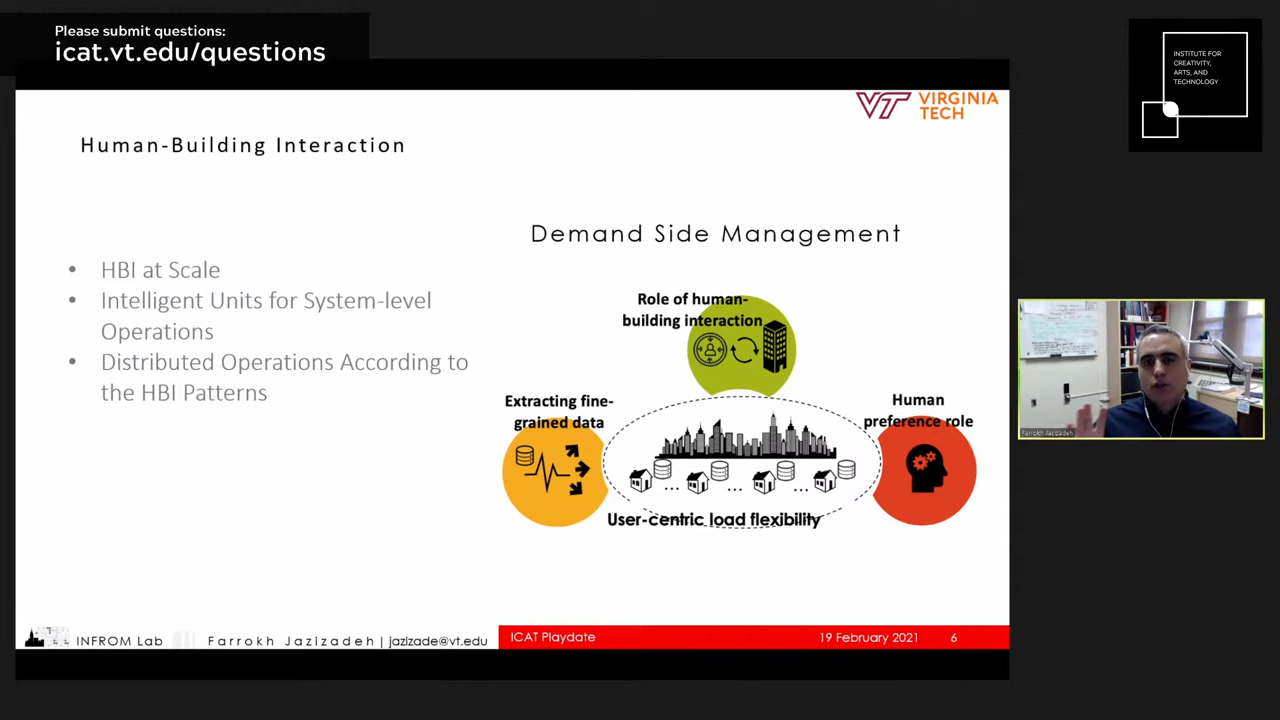 Please submit questions:
icat.vt.edu/questions
INSTITUTE FOR
CREATIVITY,
ARTS, AND
TECHNOLOGY
VT VIRGINIA
TECH
Human-Building Interaction
• HBI at Scale
• Intelligent Units for System-level
Operations
• Distributed Operations According to
the HBI Patterns
Demand Side Management
Role of human-
building interaction
Extracting fine-
grained data
Human
preference role
User-centric load flexibility
Farrokh Jazizadeh
INFROM Lab
Farrokh Jazizadeh | jazizade@vt.edu
ICAT Playdate
19 February 2021
6